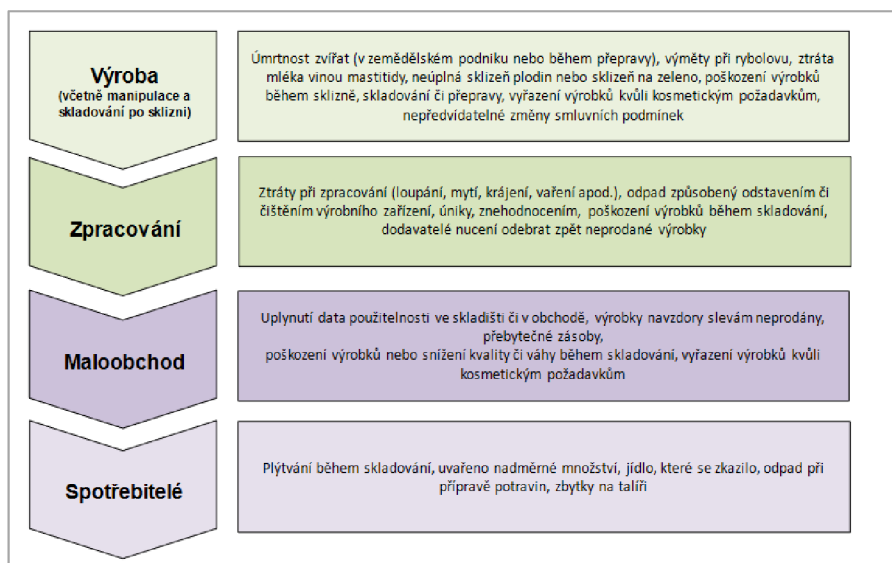 Výroba
(včetně manipulace a
skladování po sklizni)
Úmrtnost zvířat (v zemědělském podniku nebo během přepravy), výměty při rybolovu, ztráta
mléka vinou mastitidy, neúplná sklizeň plodin nebo sklizeň na zeleno, poškození výrobků
během sklizně, skladování či přepravy, vyřazení výrobků kvůli kosmetickým požadavkům,
nepředvídatelné změny smluvních podmínek
Zpracování
Ztráty při zpracování (loupání, mytí, krájení, vaření apod.), odpad způsobený odstavením či
čištěním výrobního zařízení, úniky, znehodnocením, poškození výrobků během skladování,
dodavatelé nucení odebrat zpět neprodané výrobky
Maloobchod
Uplynutí data použitelnosti ve skladišti či v obchodě, výrobky navzdory slevám neprodány,
přebytečné zásoby,
poškození výrobků nebo snížení kvality či váhy během skladování, vyřazení výrobků kvůli
kosmetickým požadavkům
Spotřebitelé
Plýtvání během skladování, uvařeno nadměrné množství, jídlo, které se zkazilo, odpad při
přípravě potravin, zbytky na talíři